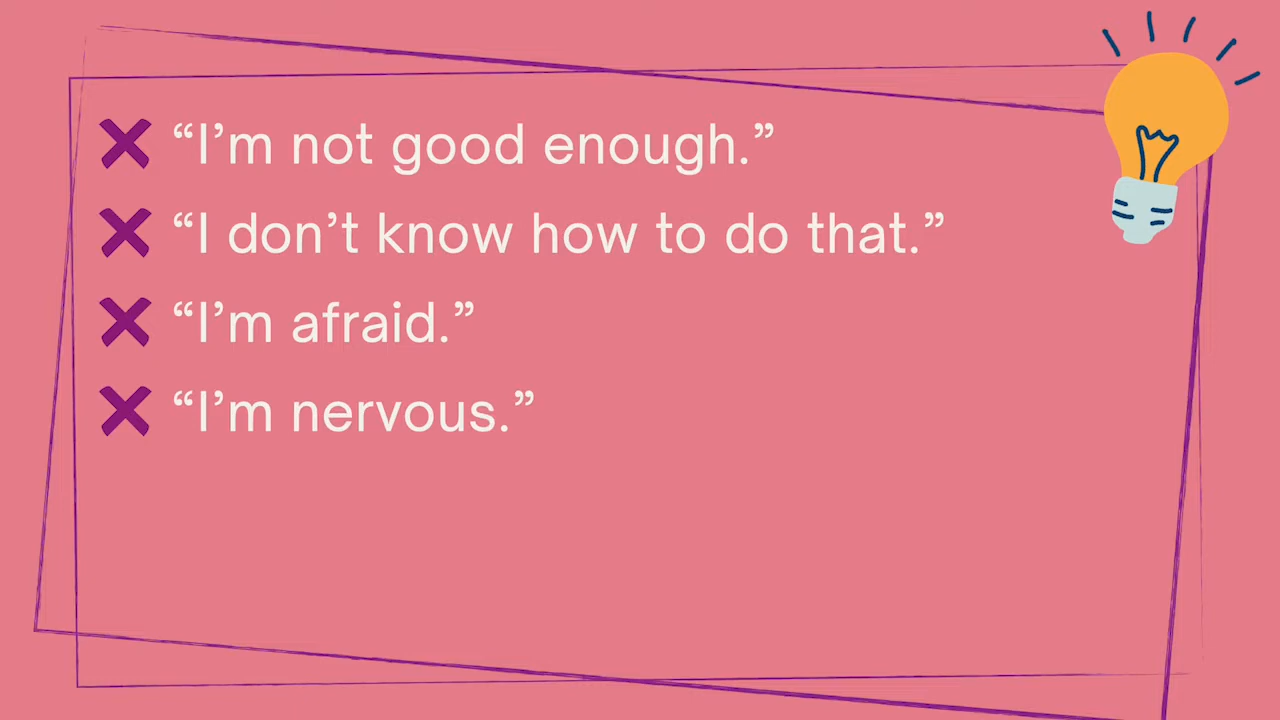 “I’m not good enough.”
“I don’t know how to do that.”
“I’m afraid.”
“I’m nervous.”